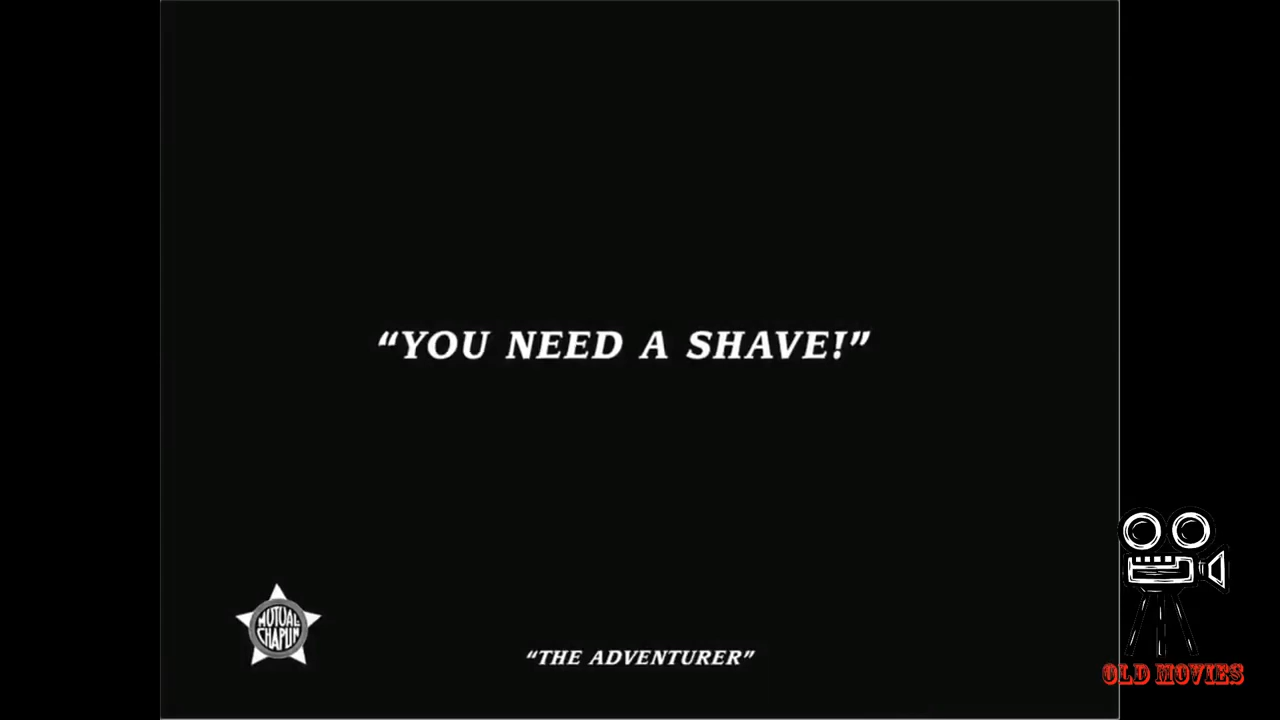 “YOU NEED A SHAVE!”
MUTUAL
CHAPLIN
“THE ADVENTURER”
OLD MOVIES